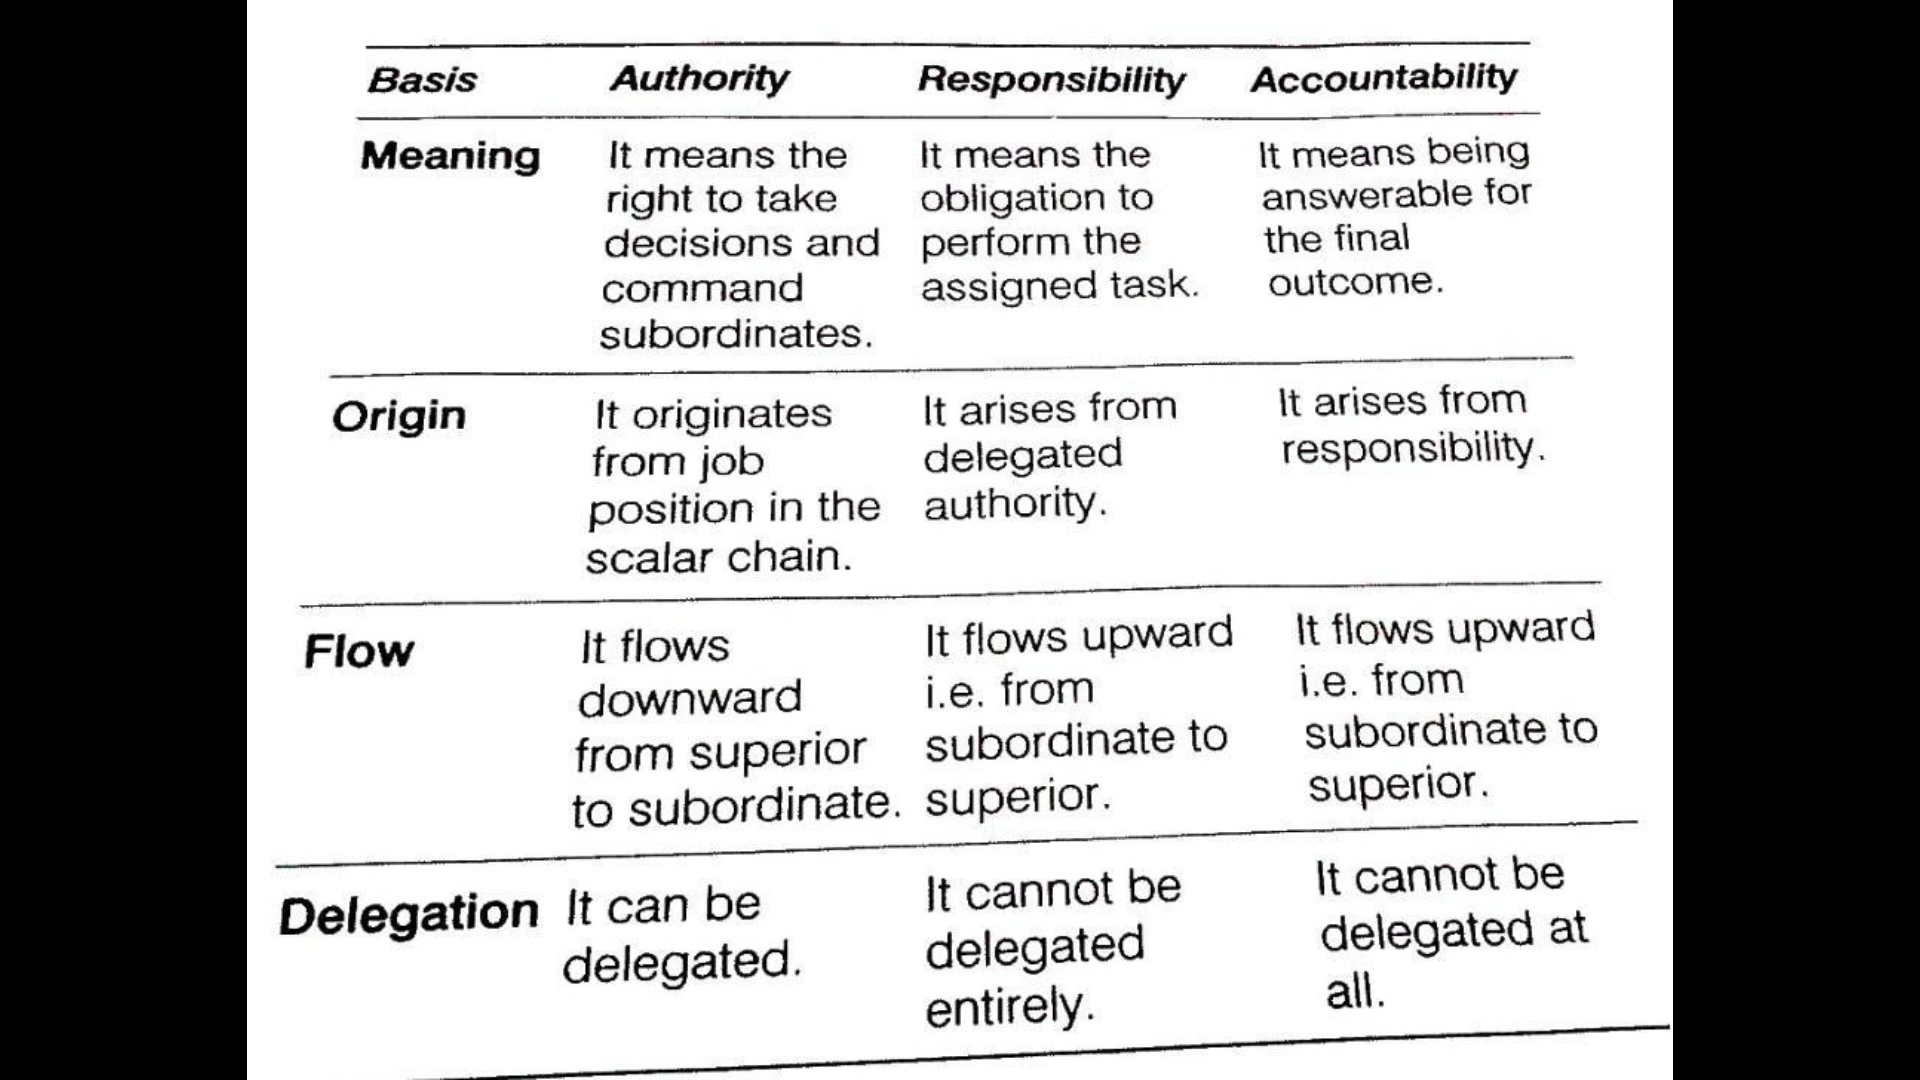 Basis Authority Responsibility Accountability
Meaning It means the It means the It means being
right to take obligation to answerable for
decisions and perform the the final
command assigned task. outcome.
subordinates.
Origin It originates It arises from It arises from
from job delegated responsibility.
position in the authority.
scalar chain.
Flow It flows It flows upward It flows upward
downward i.e. from i.e. from
from superior subordinate to subordinate to
to subordinate. superior. superior.
Delegation It can be It cannot be It cannot be
delegated. delegated delegated at
entirely. all.